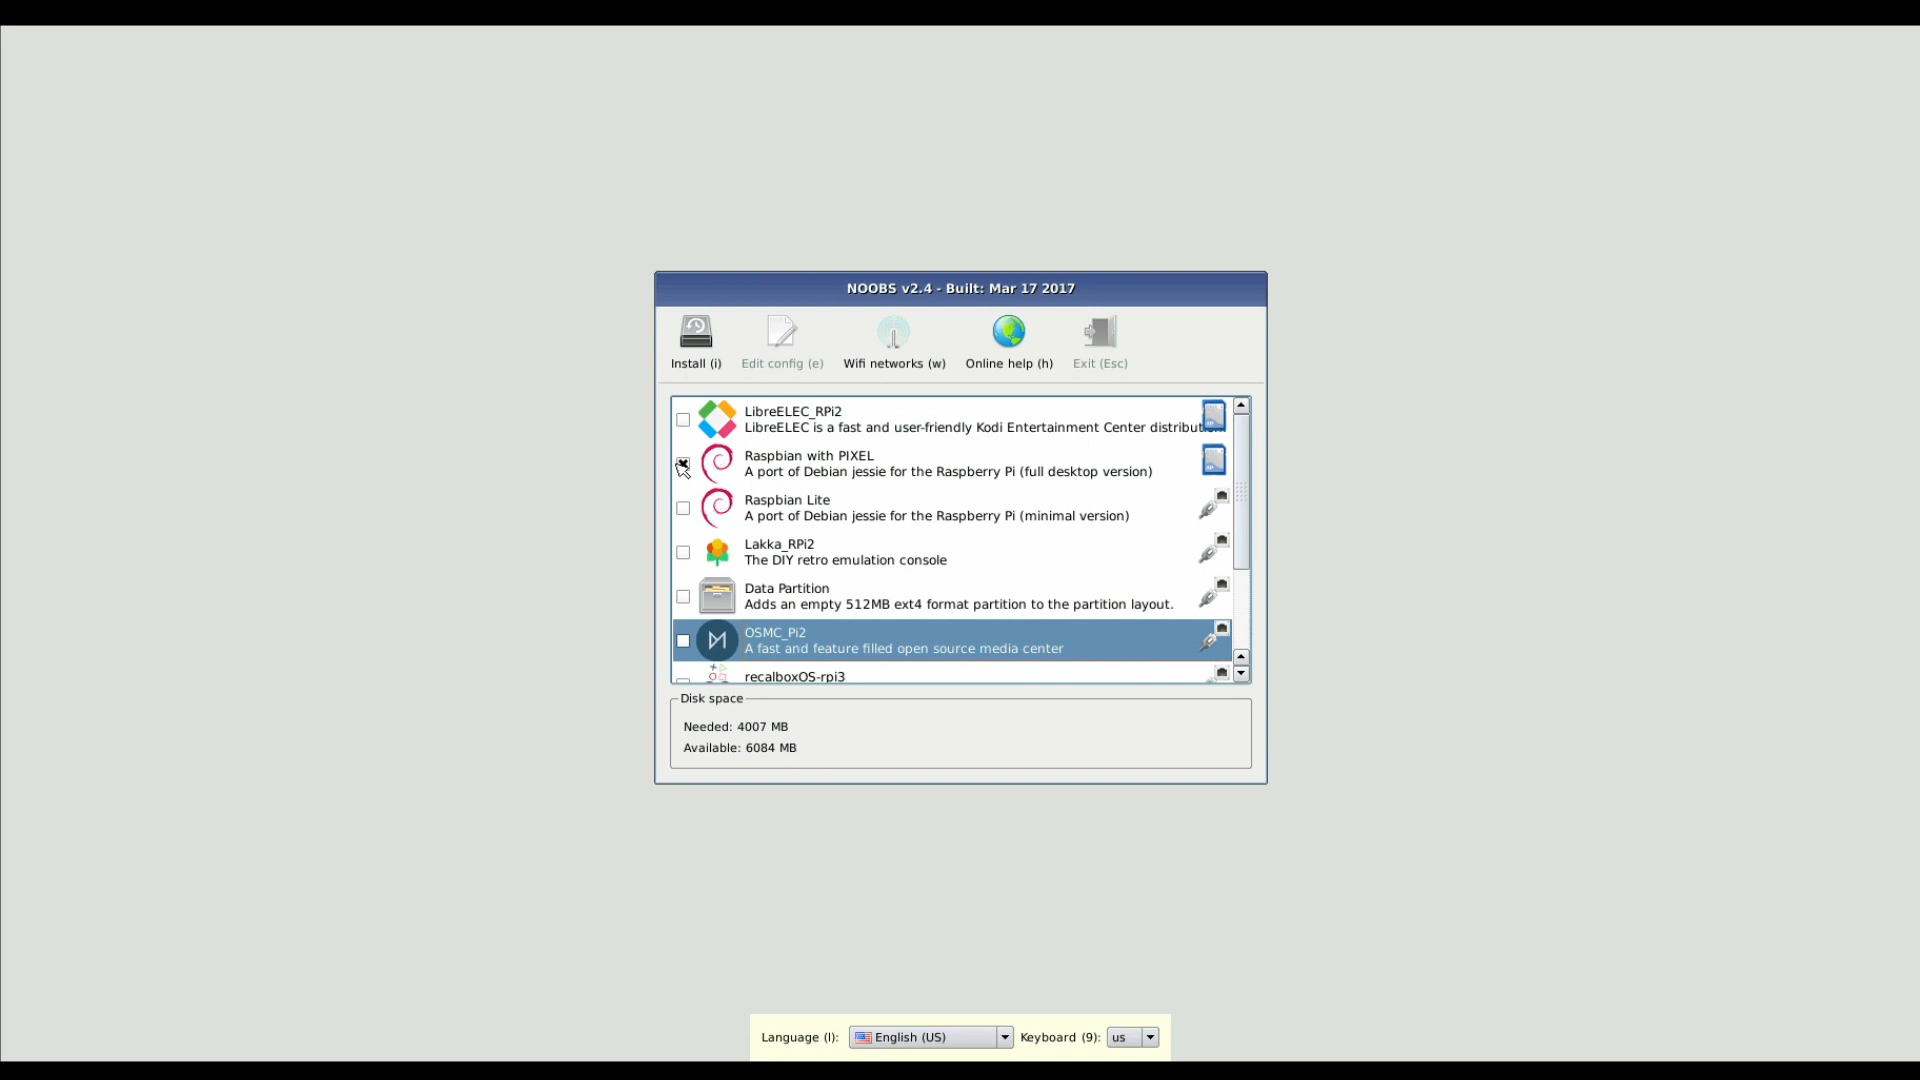 NOOBS v2.4 - Built: Mar 17 2017
Install (i) Edit config (e) Wifi networks (w) Online help (h) Exit (Esc)
LibreELEC_RPi2
LibreELEC is a fast and user-friendly Kodi Entertainment Center
Raspbian with PIXEL
A port of Debian jessie for the Raspberry Pi (full desktop version)
Raspbian Lite
A port of Debian jessie for the Raspberry Pi (minimal version)
Lakka_RPi2
The DIY retro emulation console
Data Partition
Adds an empty 512MB ext4 format partition to the partition layout.
OSMC_Pi2
A fast and feature filled open source media center
recalboxOS-rpi3
Disk space
Needed: 4007 MB
Available: 6084 MB
Language (l): English (US) Keyboard (9): us